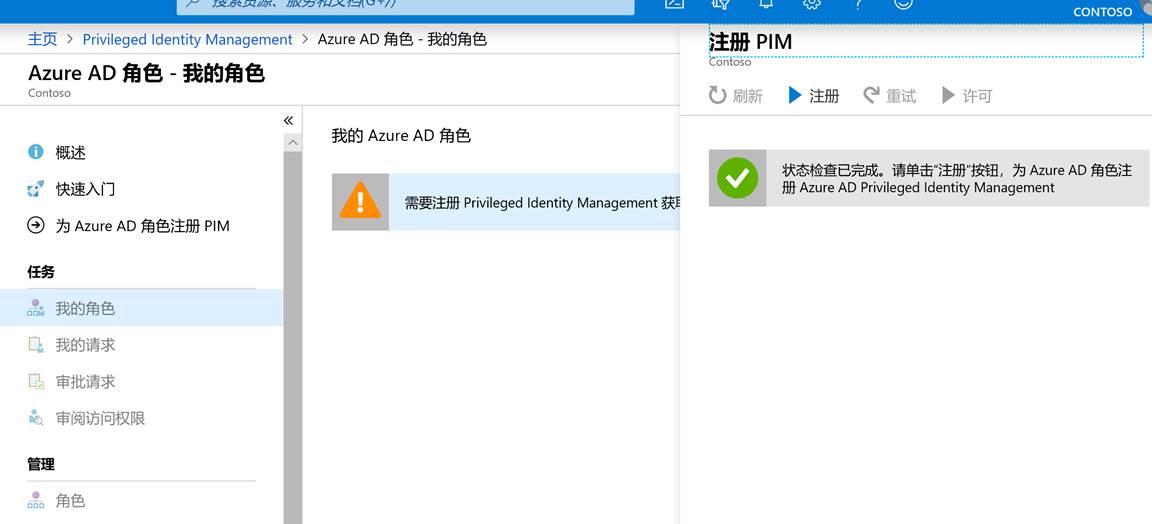 搜索资源、服务和文档(G+/)
CONTOSO
主页 > Privileged Identity Management > Azure AD 角色 - 我的角色
Azure AD 角色 - 我的角色
Contoso
«
概述
快速入门
为 Azure AD 角色注册 PIM
任务
我的角色
我的请求
审批请求
审阅访问权限
管理
角色
我的 Azure AD 角色
需要注册 Privileged Identity Management 获取
注册 PIM
Contoso
刷新 注册 重试 许可
状态检查已完成。请单击“注册”按钮，为 Azure AD 角色注
册 Azure AD Privileged Identity Management